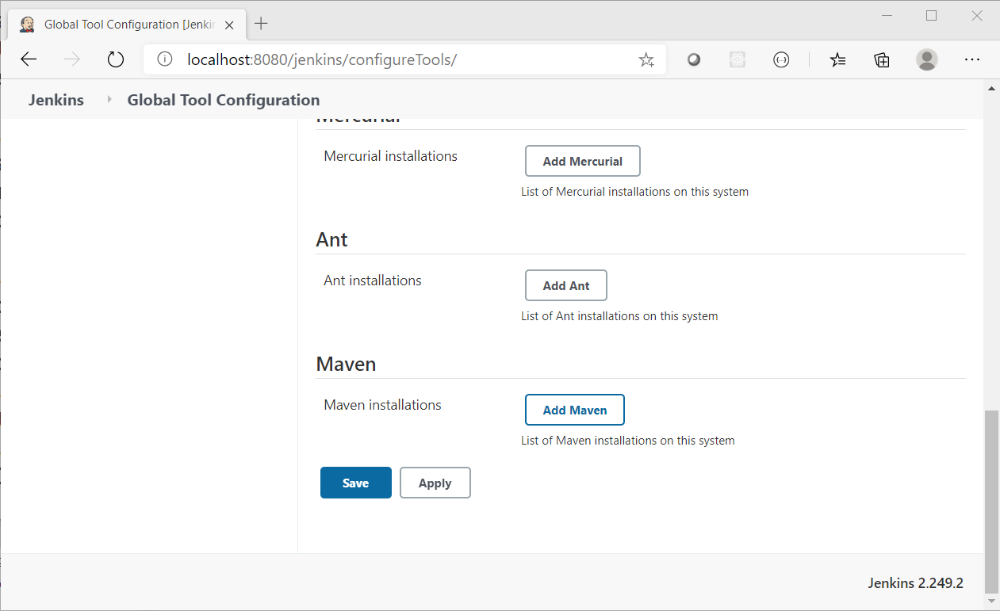 Global Tool Configuration [Jenki
localhost:8080/jenkins/configureTools/
Jenkins Global Tool Configuration
Mercurial
Mercurial installations
Add Mercurial
List of Mercurial installations on this system
Ant
Ant installations
Add Ant
List of Ant installations on this system
Maven
Maven installations
Add Maven
List of Maven installations on this system
Save Apply
Jenkins 2.249.2